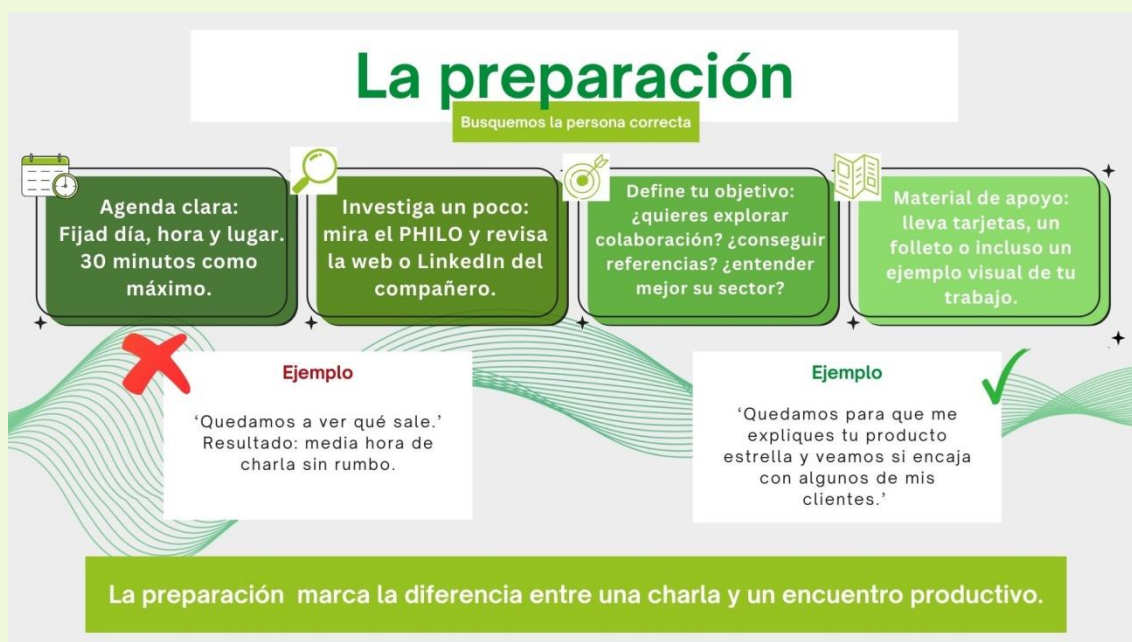 La preparación
Busquemos la persona correcta
Agenda clara:
Fijad día, hora y lugar.
30 minutos como
máximo.
Investiga un poco:
mira el PHILO y revisa
la web o LinkedIn del
compañero.
Define tu objetivo:
¿quieres explorar
colaboración? ¿conseguir
referencias? ¿entender
mejor su sector?
Material de apoyo:
lleva tarjetas, un
folleto o incluso un
ejemplo visual de tu
trabajo.
Ejemplo
‘Quedamos a ver qué sale.’
Resultado: media hora de
charla sin rumbo.
Ejemplo
‘Quedamos para que me
expliques tu producto
estrella y veamos si encaja
con algunos de mis
clientes.’
La preparación marca la diferencia entre una charla y un encuentro productivo.